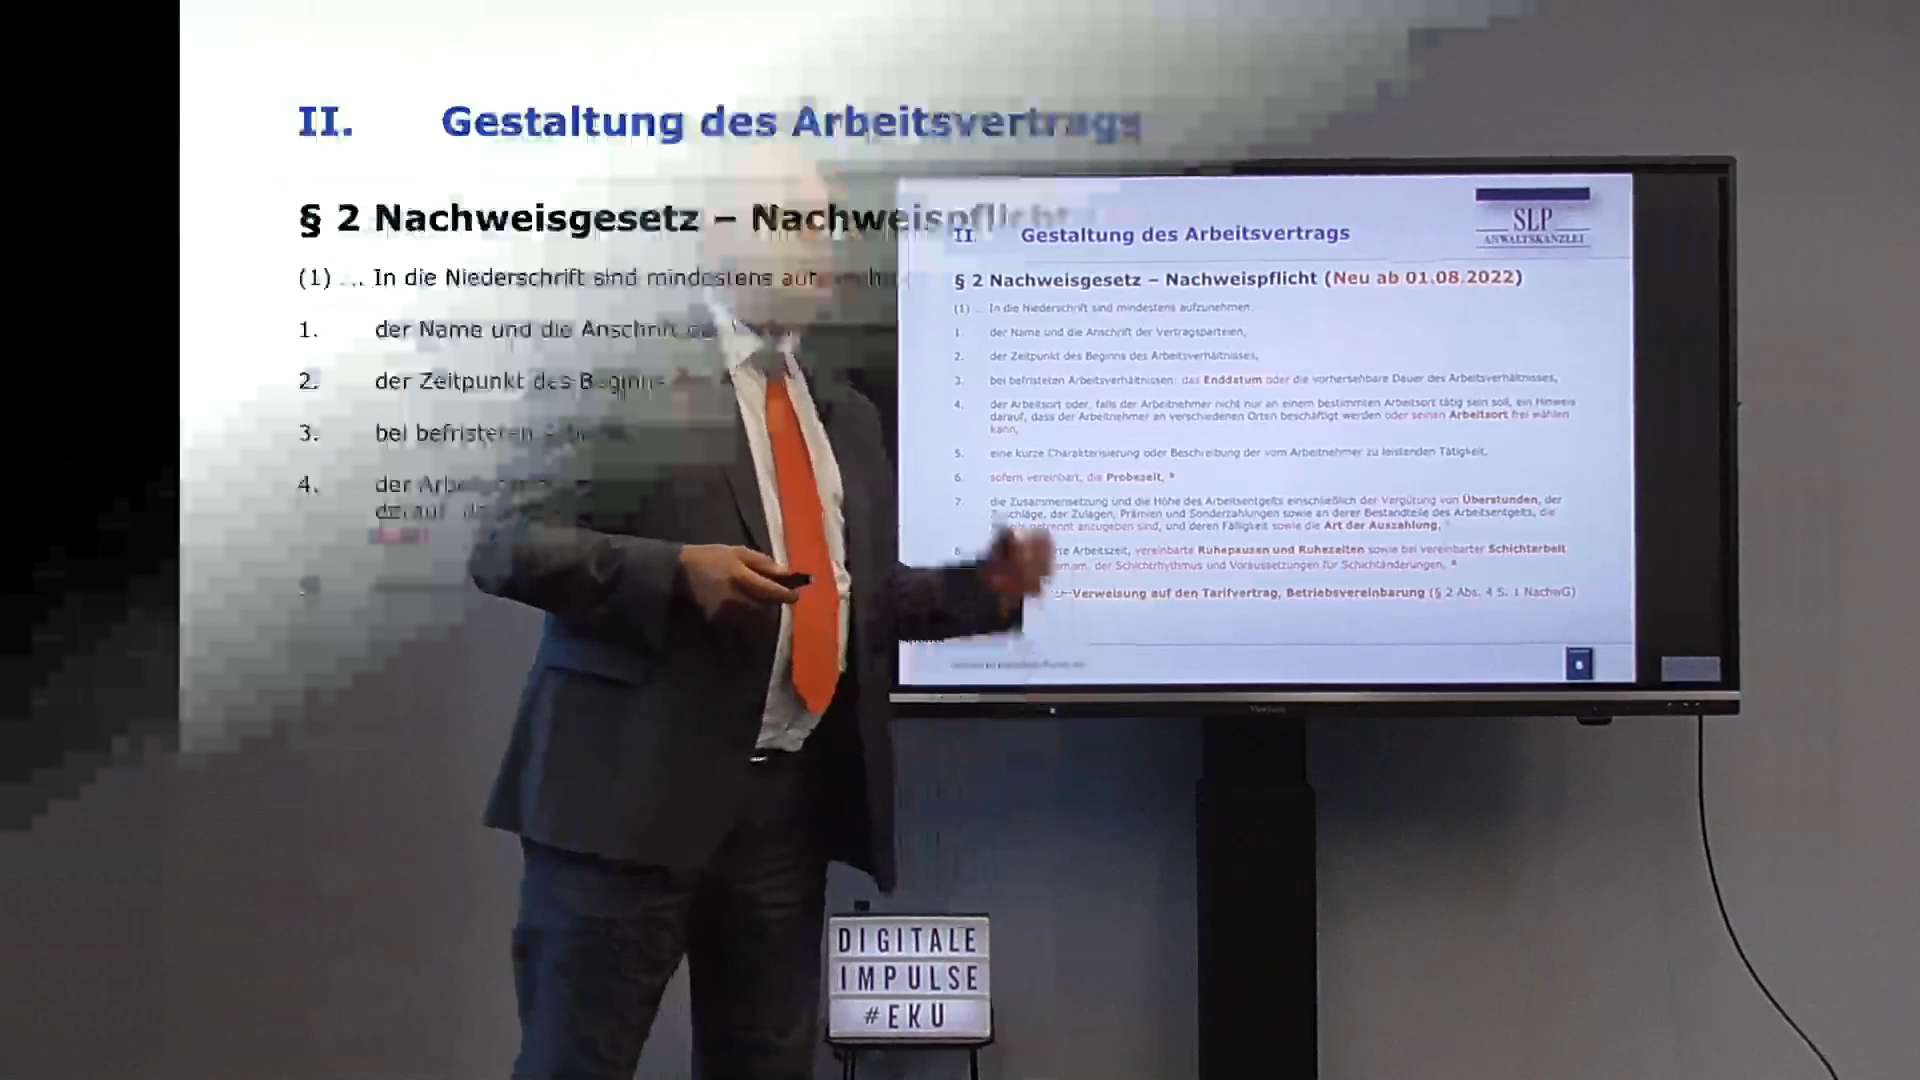 II. Gestaltung des Arbeitsvertrags
§ 2 Nachweisgesetz – Nachweispflicht
(1) ... In die Niederschrift sind mindestens
1. der Name und die Anschrift
2. der Zeitpunkt des Beginns
3. bei befristeten
4. der
SLP
ANWALTSKANZLEI
II. Gestaltung des Arbeitsvertrags
§ 2 Nachweisgesetz – Nachweispflicht (Neu ab 01.08.2022)
(1) ... In die Niederschrift sind mindestens aufzunehmen:
1. der Name und die Anschrift der Vertragsparteien,
2. der Zeitpunkt des Beginns des Arbeitsverhältnisses,
3. bei befristeten Arbeitsverhältnissen: das Enddatum oder die vorhersehbare Dauer des Arbeitsverhältnisses,
4. der Arbeitsort oder, falls der Arbeitnehmer nicht nur an einem bestimmten Arbeitsort tätig sein soll, ein Hinweis
darauf, dass der Arbeitnehmer an verschiedenen Orten beschäftigt werden oder seinen Arbeitsort frei wählen
kann,
5. eine kurze Charakterisierung oder Beschreibung der vom Arbeitnehmer zu leistenden Tätigkeit,
6. sofern vereinbart, die Probezeit,
7. die Zusammensetzung und die Höhe des Arbeitsentgelts einschließlich der Vergütung von Überstunden, der
der Zulagen, Prämien und Sonderzahlungen sowie anderer Bestandteile des Arbeitsentgelts, die
getrennt anzugeben sind, und deren Fälligkeit sowie die Art der Auszahlung,
8. Arbeitszeit, vereinbarte Ruhepausen und Ruhezeiten sowie bei vereinbarter Schichtarbeit
der Schichtrhythmus und Voraussetzungen für Schichtänderungen,
Verweisung auf den Tarifvertrag, Betriebsvereinbarung (§ 2 Abs. 4 S. 1 NachwG)
8
DIGITALE
IMPULSE
#EKU